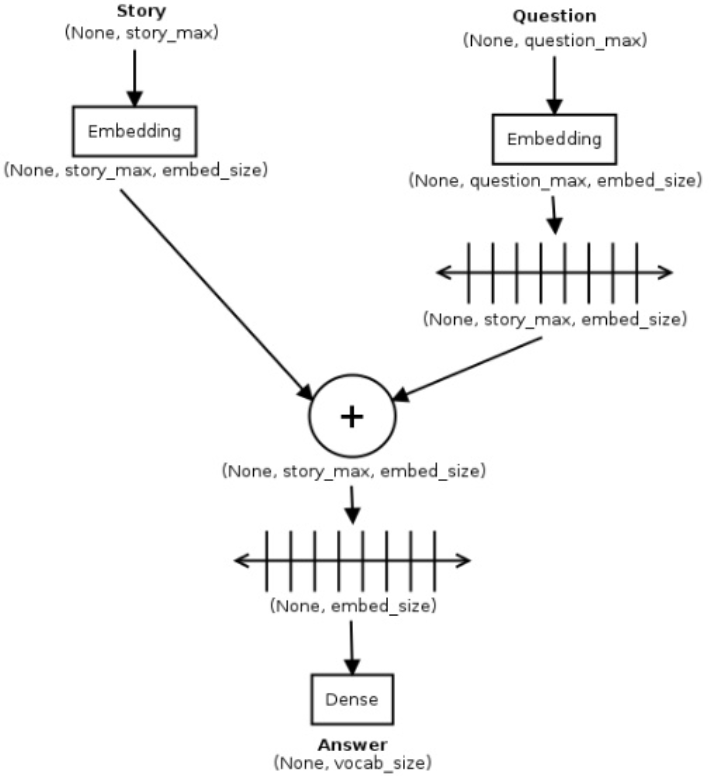 Story
(None, story_max)
Embedding
(None, story_max, embed_size)
Question
(None, question_max)
Embedding
(None, question_max, embed_size)
(None, story_max, embed_size)
+
(None, story_max, embed_size)
(None, embed_size)
Dense
Answer
(None, vocab_size)